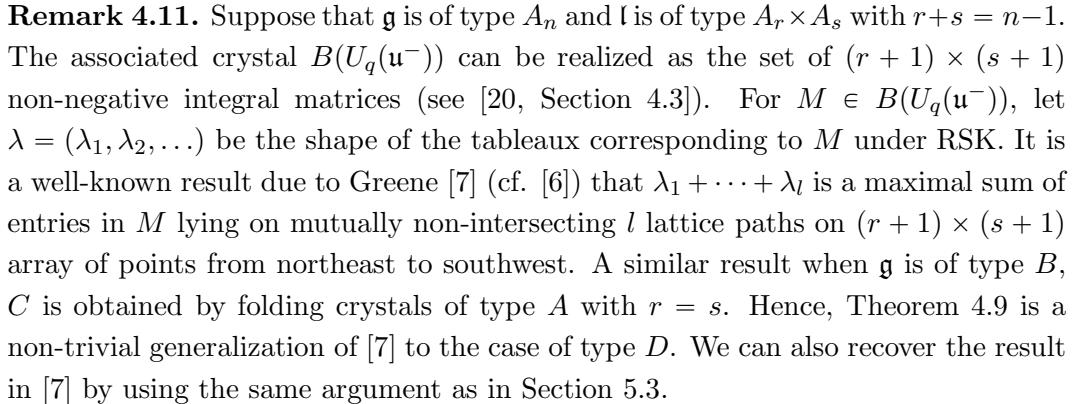 Remark 4.11. Suppose that 𝔤 is of type Aₙ and 𝔩 is of type Aᵣ × Aₛ with r+s = n−1.
The associated crystal B(U_q(𝔲⁻)) can be realized as the set of (r + 1) × (s + 1)
non-negative integral matrices (see [20, Section 4.3]). For M ∈ B(U_q(𝔲⁻)), let
λ = (λ₁, λ₂, . . .) be the shape of the tableaux corresponding to M under RSK. It is
a well-known result due to Greene [7] (cf. [6]) that λ₁ + · · · + λ_l is a maximal sum of
entries in M lying on mutually non-intersecting l lattice paths on (r + 1) × (s + 1)
array of points from northeast to southwest. A similar result when 𝔤 is of type B,
C is obtained by folding crystals of type A with r = s. Hence, Theorem 4.9 is a
non-trivial generalization of [7] to the case of type D. We can also recover the result
in [7] by using the same argument as in Section 5.3.